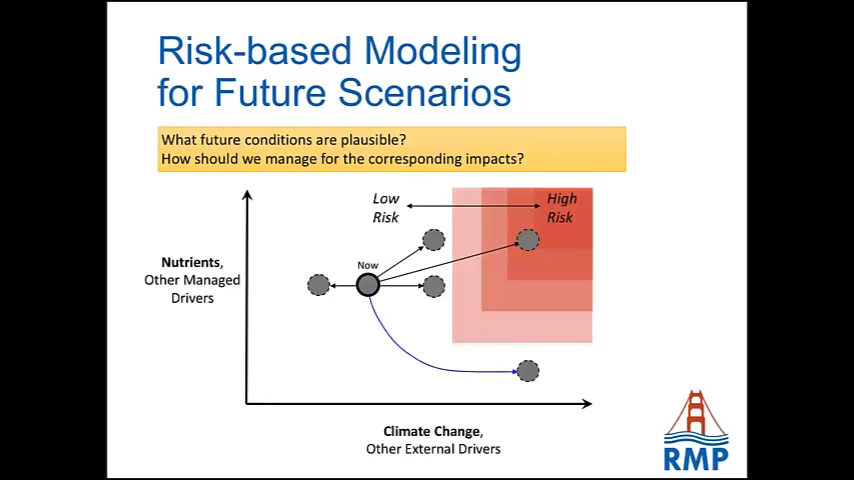 Risk-based Modeling
for Future Scenarios
What future conditions are plausible?
How should we manage for the corresponding impacts?
Low
Risk
High
Risk
Now
Nutrients,
Other Managed
Drivers
Climate Change,
Other External Drivers
RMP